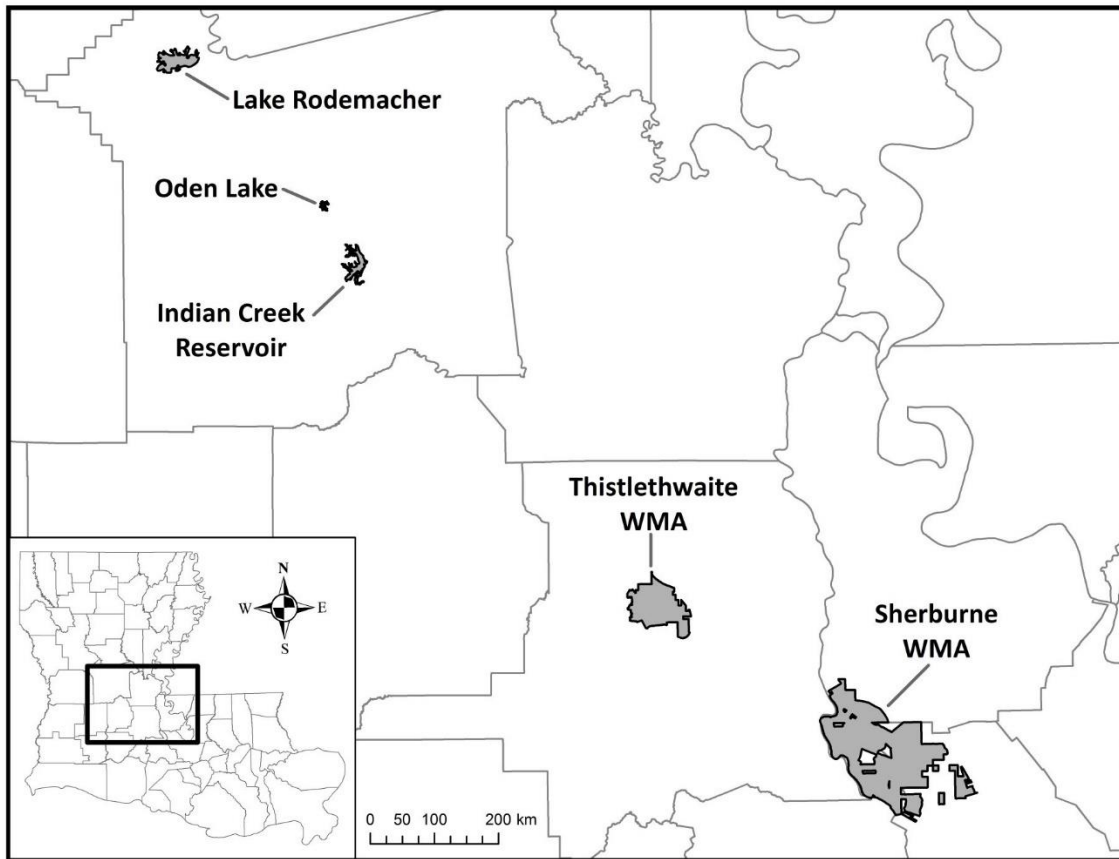 Lake Rodemacher
Oden Lake
Indian Creek
Reservoir
Thistlethwaite
WMA
Sherburne
WMA
N
W E
S
0 50 100 200 km